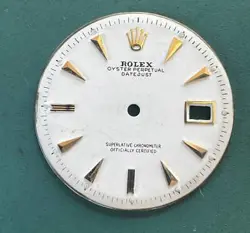 ROLEX
OYSTER PERPETUAL
DATEJUST
SUPERLATIVE CHRONOMETER
OFFICIALLY CERTIFIED